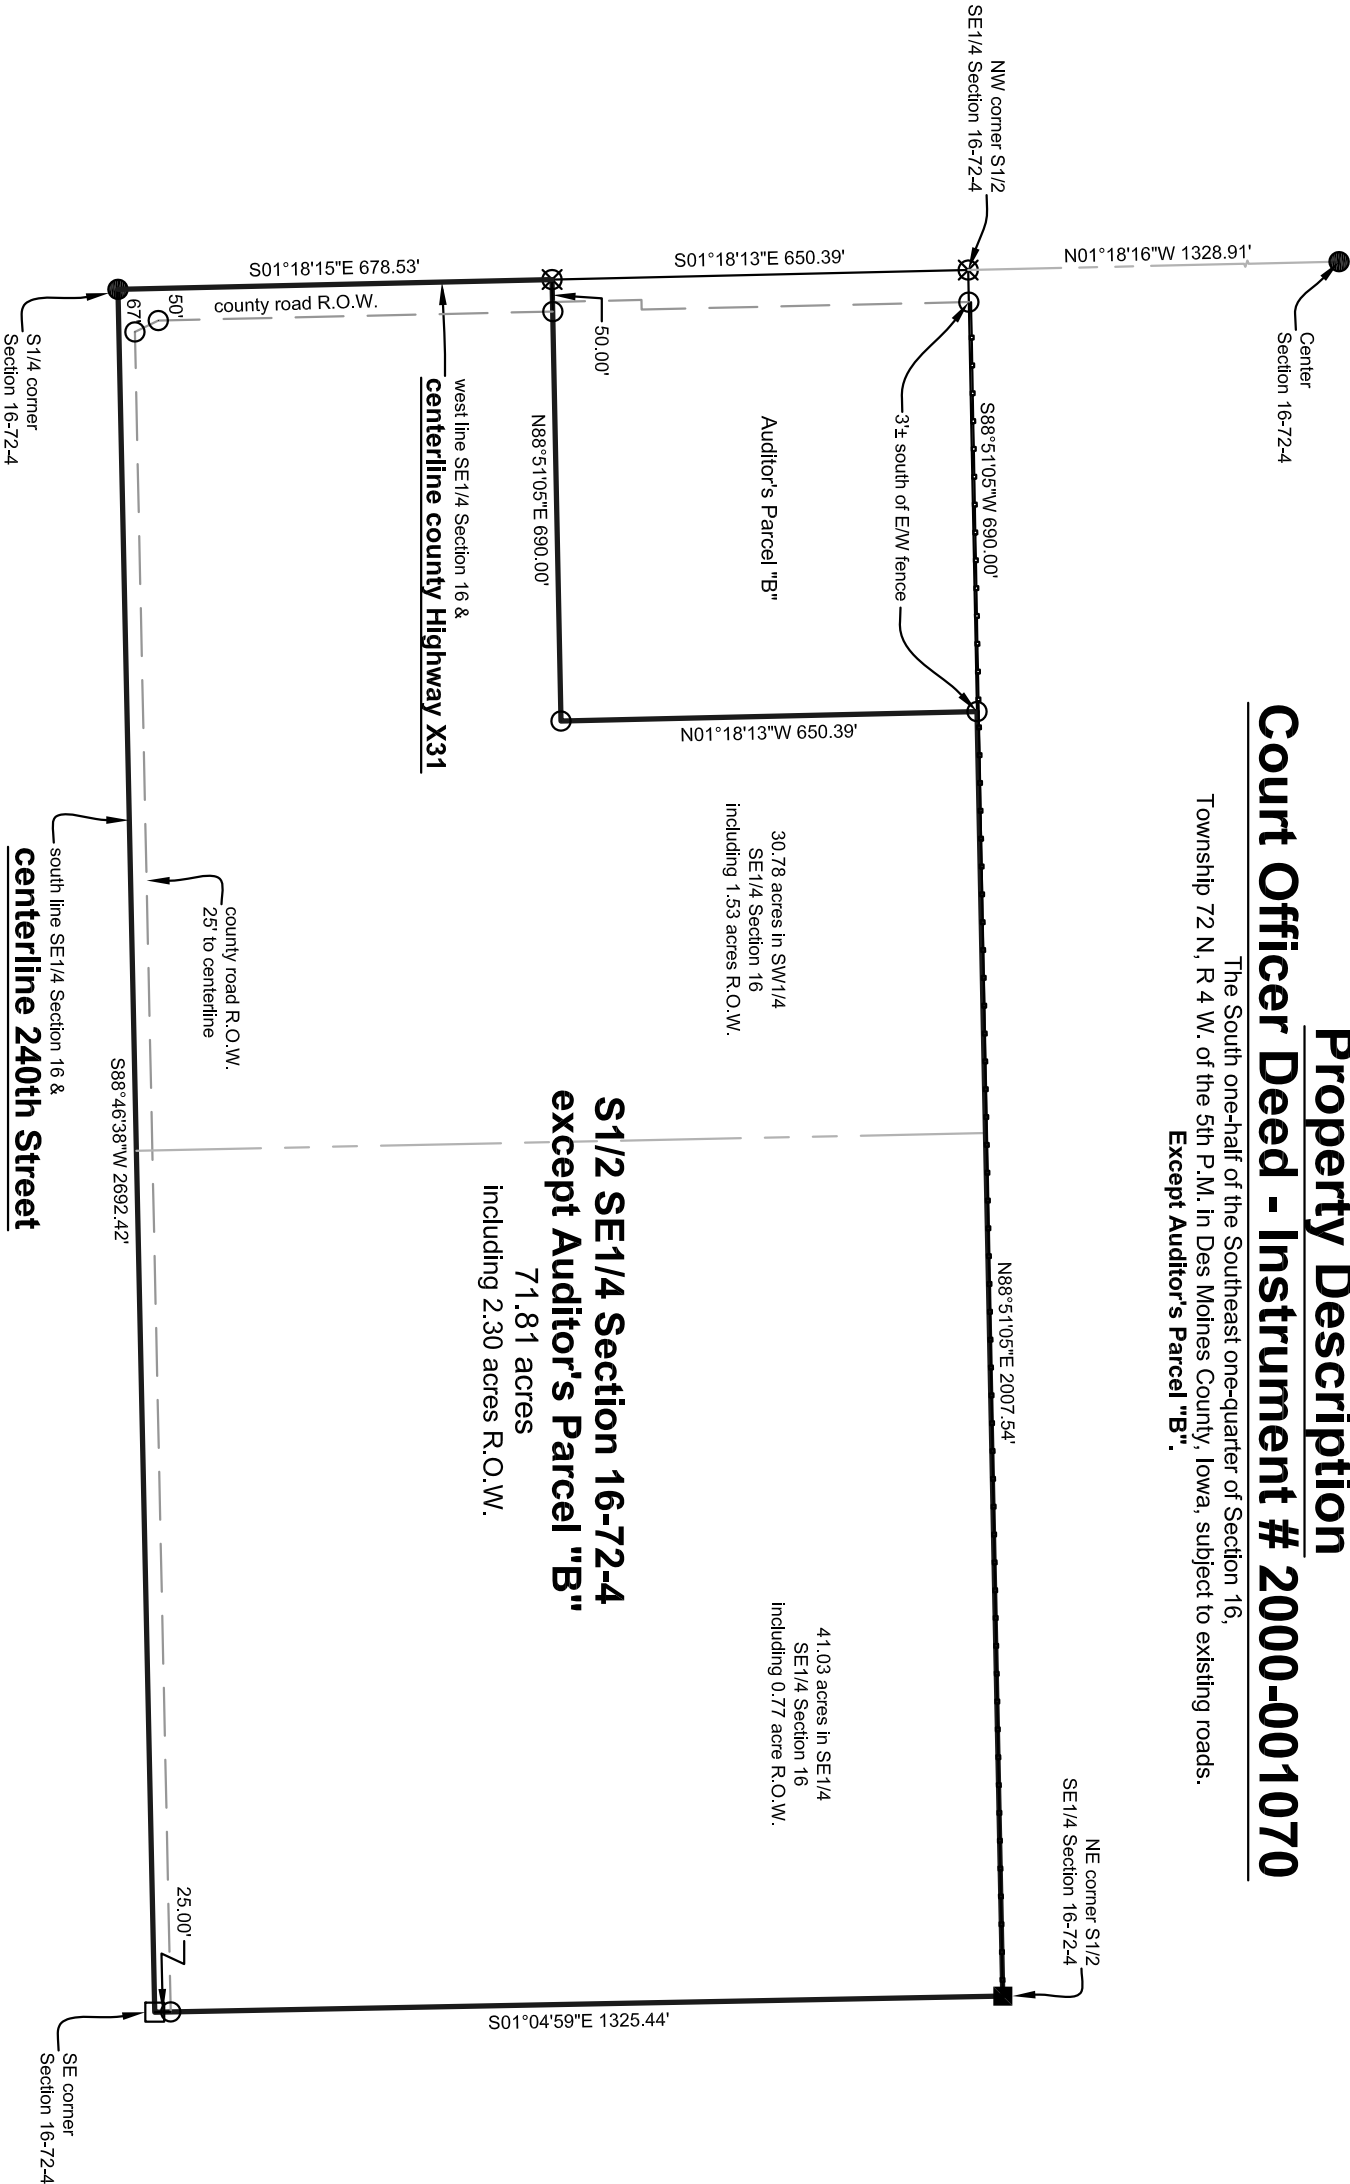 Property Description
Court Officer Deed - Instrument # 2000-001070
The South one-half of the Southeast one-quarter of Section 16,
Township 72 N, R 4 W. of the 5th P.M. in Des Moines County, Iowa, subject to existing roads.
Except Auditor's Parcel "B".
Center
Section 16-72-4
N01°18'16"W 1328.91'
NW corner S1/2
SE1/4 Section 16-72-4
NE corner S1/2
SE1/4 Section 16-72-4
S88°51'05"W 690.00'
N88°51'05"E 2007.54'
3'± south of E/W fence
S01°18'13"E 650.39'
Auditor's Parcel "B"
N01°18'13"W 650.39'
30.78 acres in SW1/4
SE1/4 Section 16
including 1.53 acres R.O.W.
41.03 acres in SE1/4
SE1/4 Section 16
including 0.77 acre R.O.W.
50.00'
N88°51'05"E 690.00'
S1/2 SE1/4 Section 16-72-4
except Auditor's Parcel "B"
71.81 acres
including 2.30 acres R.O.W.
S01°04'59"E 1325.44'
west line SE1/4 Section 16 &
centerline county Highway X31
S01°18'15"E 678.53'
county road R.O.W.
50'
67'
county road R.O.W.
25' to centerline
25.00'
S88°46'38"W 2692.42'
S1/4 corner
Section 16-72-4
south line SE1/4 Section 16 &
centerline 240th Street
SE corner
Section 16-72-4